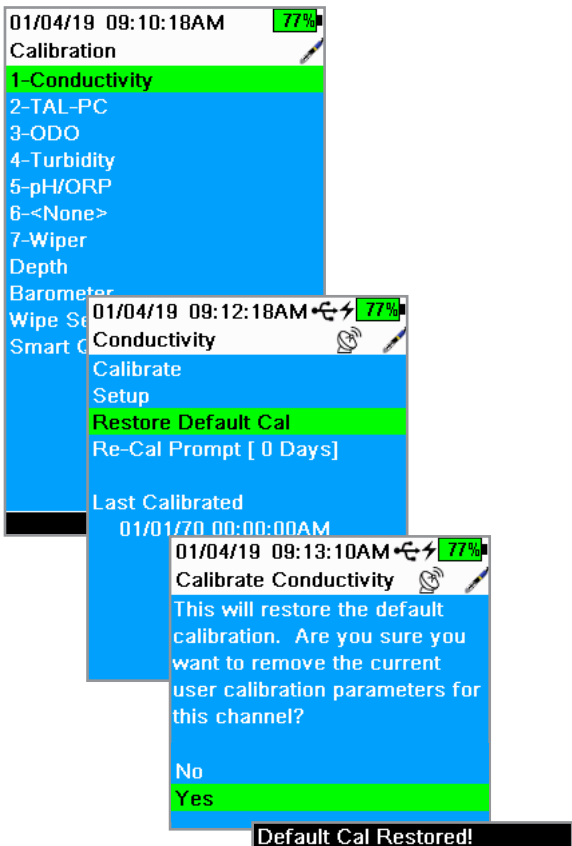 01/04/19 09:10:18AM 77%
Calibration
1-Conductivity
2-TAL-PC
3-ODO
4-Turbidity
5-pH/ORP
6-<None>
7-Wiper
Depth
Barometer
Wipe Se
Smart
01/04/19 09:12:18AM 77%
Conductivity
Calibrate
Setup
Restore Default Cal
Re-Cal Prompt [ 0 Days]
Last Calibrated
01/01/70 00:00:00AM
01/04/19 09:13:10AM 77%
Calibrate Conductivity
This will restore the default
calibration. Are you sure you
want to remove the current
user calibration parameters for
this channel?
No
Yes
Default Cal Restored!